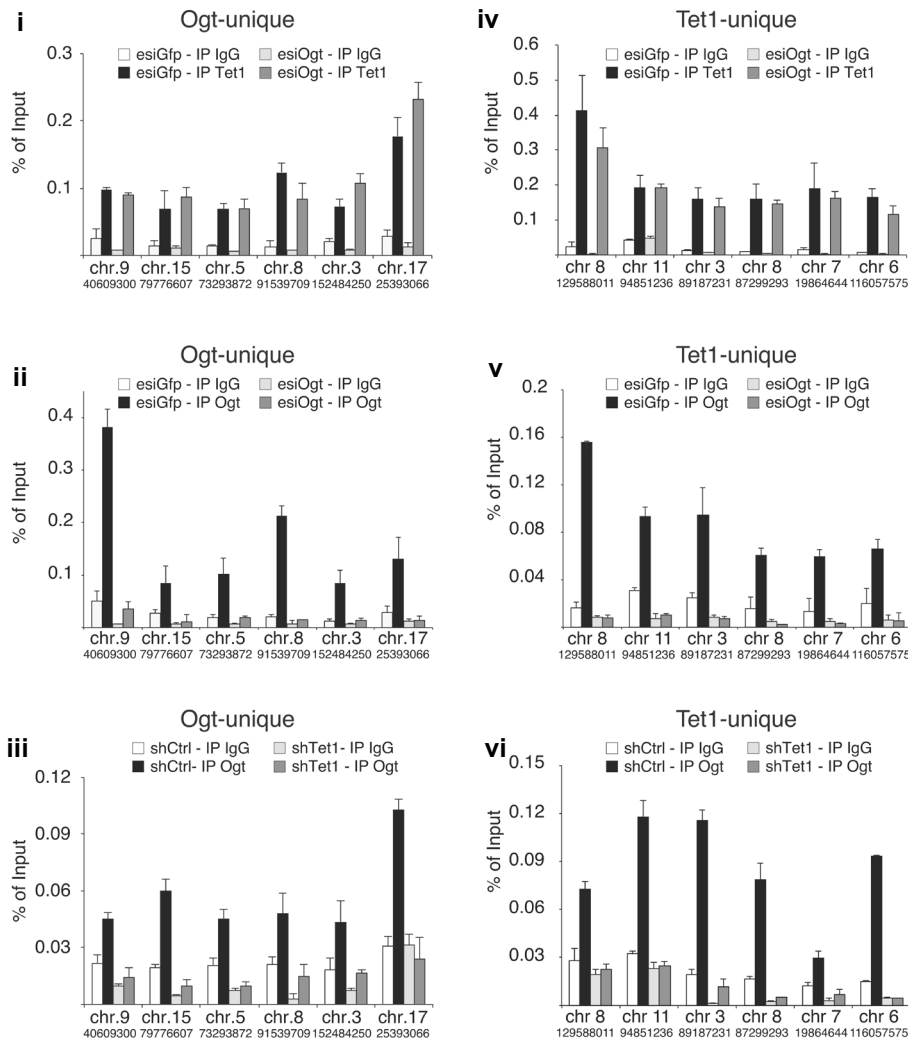 i
Ogt-unique
esiGfp - IP IgG esiOgt - IP IgG
esiGfp - IP Tet1 esiOgt - IP Tet1
% of Input
0.3
0.2
0.1
chr.9 chr.15 chr.5 chr.8 chr.3 chr.17
40609300 79776607 73293872 91539709 152484250 25393066
iv
Tet1-unique
esiGfp - IP IgG esiOgt - IP IgG
esiGfp - IP Tet1 esiOgt - IP Tet1
% of Input
0.6
0.5
0.4
0.3
0.2
0.1
chr 8 chr 11 chr 3 chr 8 chr 7 chr 6
129588011 94851236 89187231 87299293 19864644 116057575
ii
Ogt-unique
esiGfp - IP IgG esiOgt - IP IgG
esiGfp - IP Ogt esiOgt - IP Ogt
% of Input
0.4
0.3
0.2
0.1
chr.9 chr.15 chr.5 chr.8 chr.3 chr.17
40609300 79776607 73293872 91539709 152484250 25393066
v
Tet1-unique
esiGfp - IP IgG esiOgt - IP IgG
esiGfp - IP Ogt esiOgt - IP Ogt
% of Input
0.2
0.16
0.12
0.08
0.04
chr 8 chr 11 chr 3 chr 8 chr 7 chr 6
129588011 94851236 89187231 87299293 19864644 116057575
iii
Ogt-unique
shCtrl - IP IgG shTet1- IP IgG
shCtrl- IP Ogt shTet1 - IP Ogt
% of Input
0.12
0.09
0.06
0.03
chr.9 chr.15 chr.5 chr.8 chr.3 chr.17
40609300 79776607 73293872 91539709 152484250 25393066
vi
Tet1-unique
shCtrl - IP IgG shTet1 - IP IgG
shCtrl - IP Ogt shTet1 - IP Ogt
% of Input
0.15
0.12
0.09
0.06
0.03
chr 8 chr 11 chr 3 chr 8 chr 7 chr 6
129588011 94851236 89187231 87299293 19864644 116057575